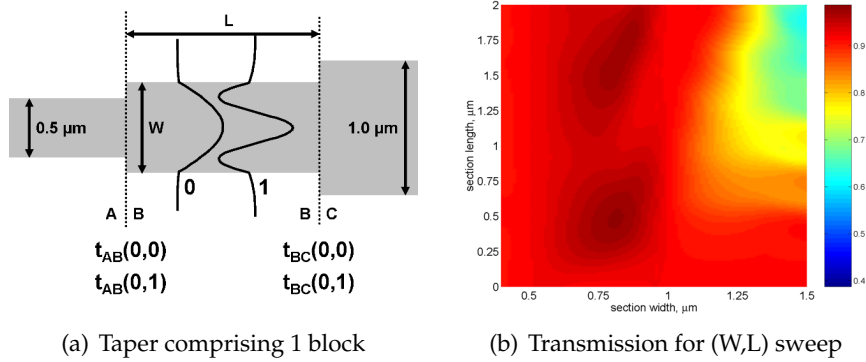 L
0.5 µm
W
1.0 µm
0
1
A
B
B
C
t_AB(0,0)
t_AB(0,1)
t_BC(0,0)
t_BC(0,1)
(a) Taper comprising 1 block
section length, µm
2
1.75
1.5
1.25
1
0.75
0.5
0.25
0
0.5
0.75
1
1.25
1.5
section width, µm
0.9
0.8
0.7
0.6
0.5
0.4
(b) Transmission for (W,L) sweep